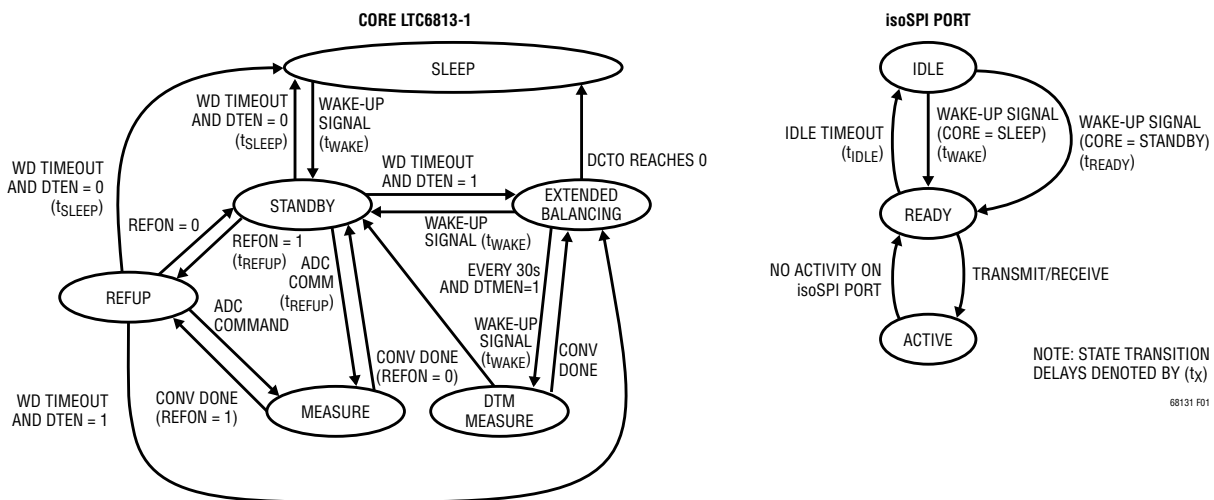 CORE LTC6813-1
isoSPI PORT
SLEEP
WD TIMEOUT
AND DTEN = 0
(tSLEEP)
WAKE-UP
SIGNAL
(tWAKE)
WD TIMEOUT
AND DTEN = 0
(tSLEEP)
WD TIMEOUT
AND DTEN = 1
DCTO REACHES 0
STANDBY
EXTENDED
BALANCING
REFON = 0
REFON = 1
(tREFUP)
ADC
COMM
(tREFUP)
WAKE-UP
SIGNAL (tWAKE)
EVERY 30s
AND DTMEN=1
REFUP
ADC
COMMAND
WAKE-UP
SIGNAL
(tWAKE)
CONV
DONE
CONV DONE
(REFON = 0)
WD TIMEOUT
AND DTEN = 1
CONV DONE
(REFON = 1)
MEASURE
DTM
MEASURE
IDLE
IDLE TIMEOUT
(tIDLE)
WAKE-UP SIGNAL
(CORE = SLEEP)
(tWAKE)
WAKE-UP SIGNAL
(CORE = STANDBY)
(tREADY)
READY
NO ACTIVITY ON
isoSPI PORT
TRANSMIT/RECEIVE
ACTIVE
NOTE: STATE TRANSITION
DELAYS DENOTED BY (tX)
68131 F01